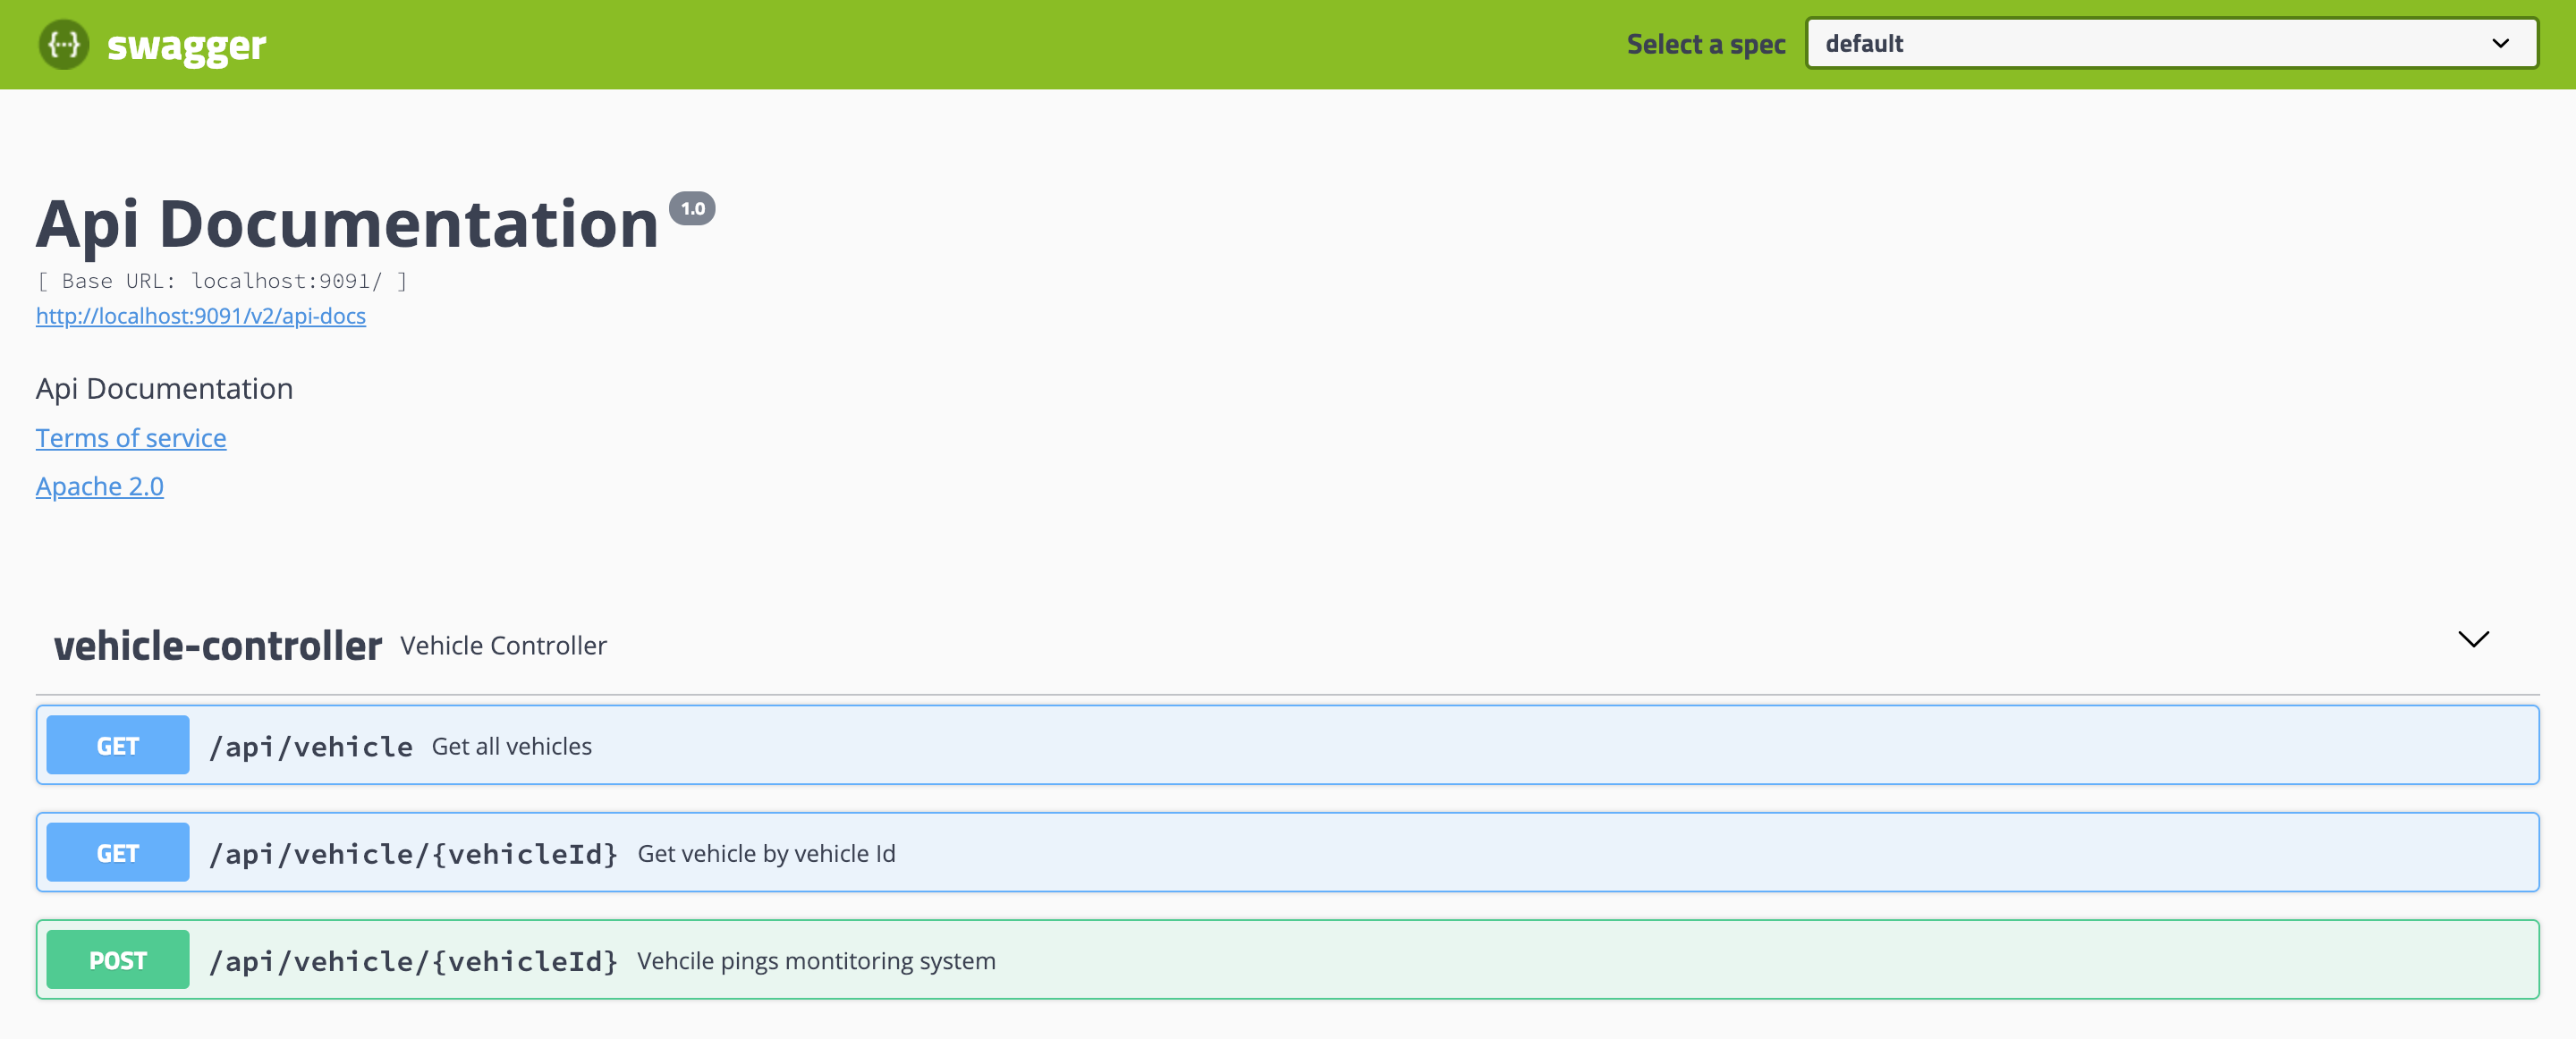 swagger
Select a spec default
Api Documentation 1.0
[ Base URL: localhost:9091/ ]
http://localhost:9091/v2/api-docs
Api Documentation
Terms of service
Apache 2.0
vehicle-controller Vehicle Controller
GET /api/vehicle Get all vehicles
GET /api/vehicle/{vehicleId} Get vehicle by vehicle Id
POST /api/vehicle/{vehicleId} Vehcile pings montitoring system